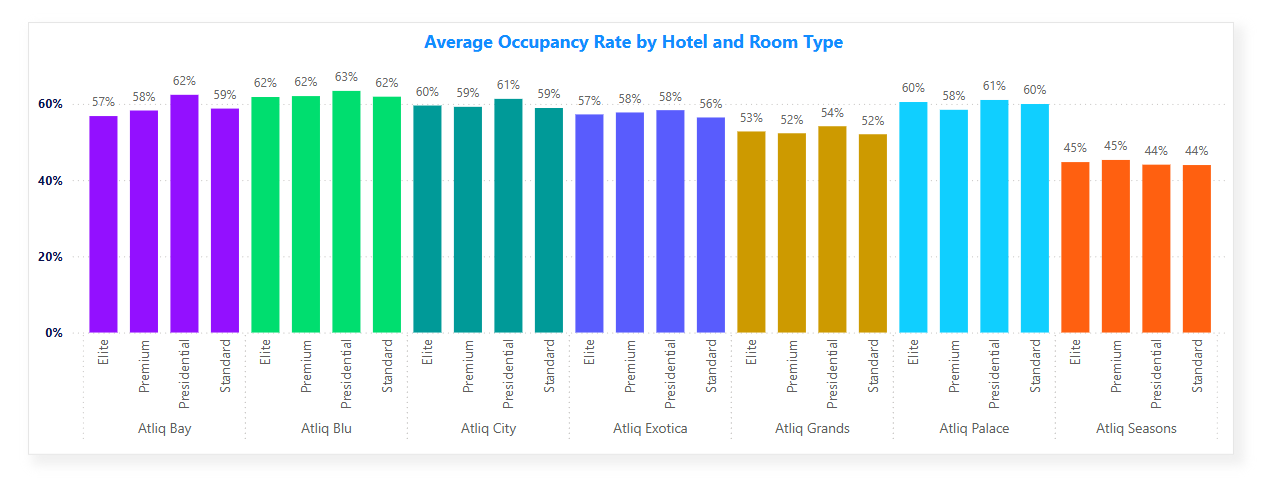 Average Occupancy Rate by Hotel and Room Type
60%
40%
20%
0%
57% 58% 62% 59% 62% 62% 63% 62% 60% 59% 61% 59% 57% 58% 58% 56% 53% 52% 54% 52% 60% 58% 61% 60% 45% 45% 44% 44%
Elite Premium Presidential Standard Elite Premium Presidential Standard Elite Premium Presidential Standard Elite Premium Presidential Standard Elite Premium Presidential Standard Elite Premium Presidential Standard Elite Premium Presidential Standard
Atliq Bay Atliq Blu Atliq City Atliq Exotica Atliq Grands Atliq Palace Atliq Seasons